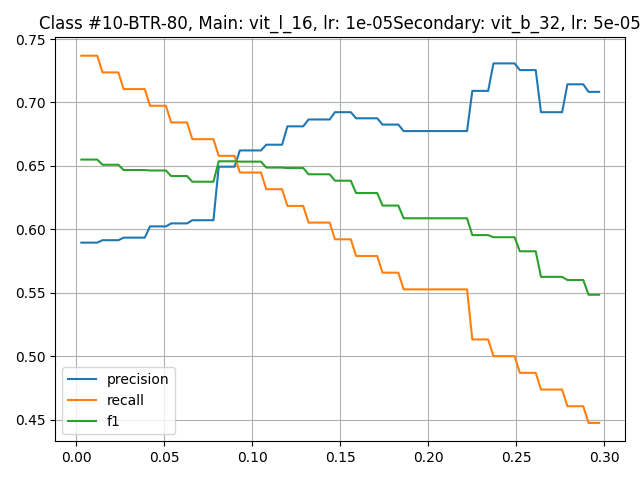 Class #10-BTR-80, Main: vit_l_16, lr: 1e-05Secondary: vit_b_32, lr: 5e-05
0.75
0.70
0.65
0.60
0.55
0.50
0.45
precision
recall
f1
0.00 0.05 0.10 0.15 0.20 0.25 0.30